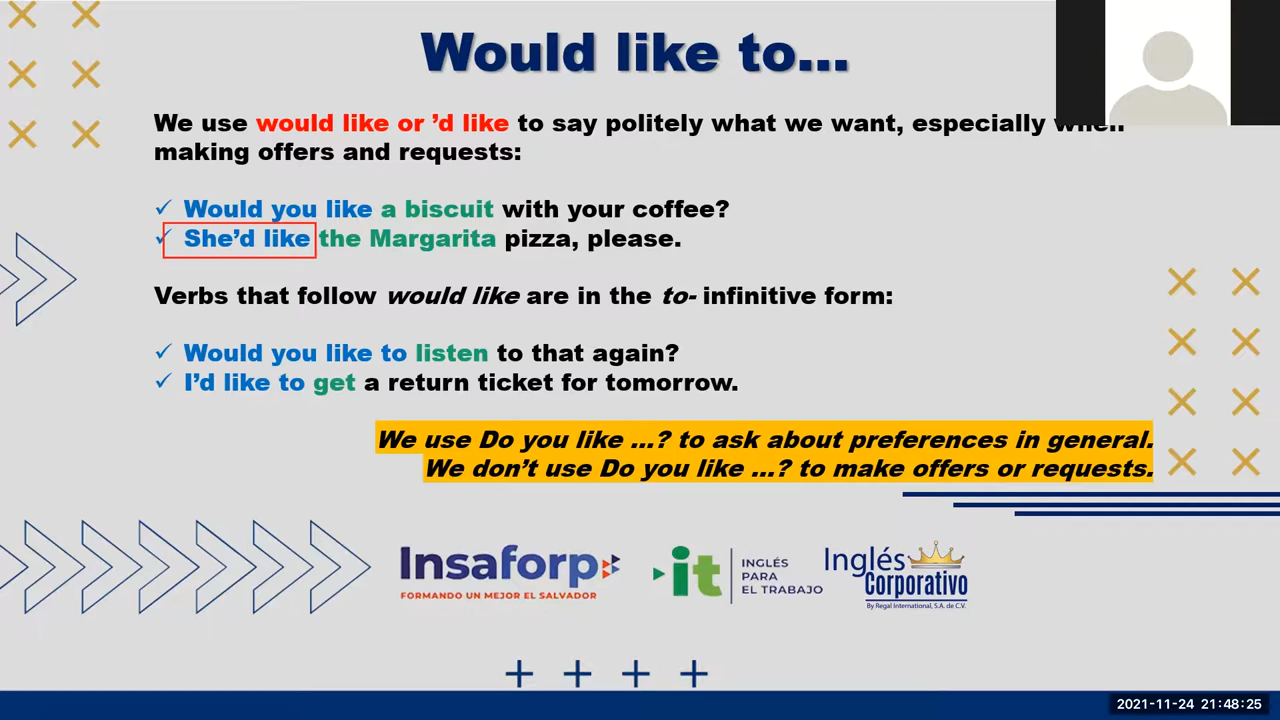 Would like to...
We use would like or ’d like to say politely what we want, especially when
making offers and requests:
✓ Would you like a biscuit with your coffee?
✓ She’d like the Margarita pizza, please.
Verbs that follow would like are in the to- infinitive form:
✓ Would you like to listen to that again?
✓ I’d like to get a return ticket for tomorrow.
We use Do you like ...? to ask about preferences in general.
We don’t use Do you like ...? to make offers or requests.
Insaforp
FORMANDO UN MEJOR EL SALVADOR
it
INGLÉS
PARA
EL TRABAJO
Inglés
Corporativo
By Regal International, S.A. de C.V.
2021-11-24 21:48:25